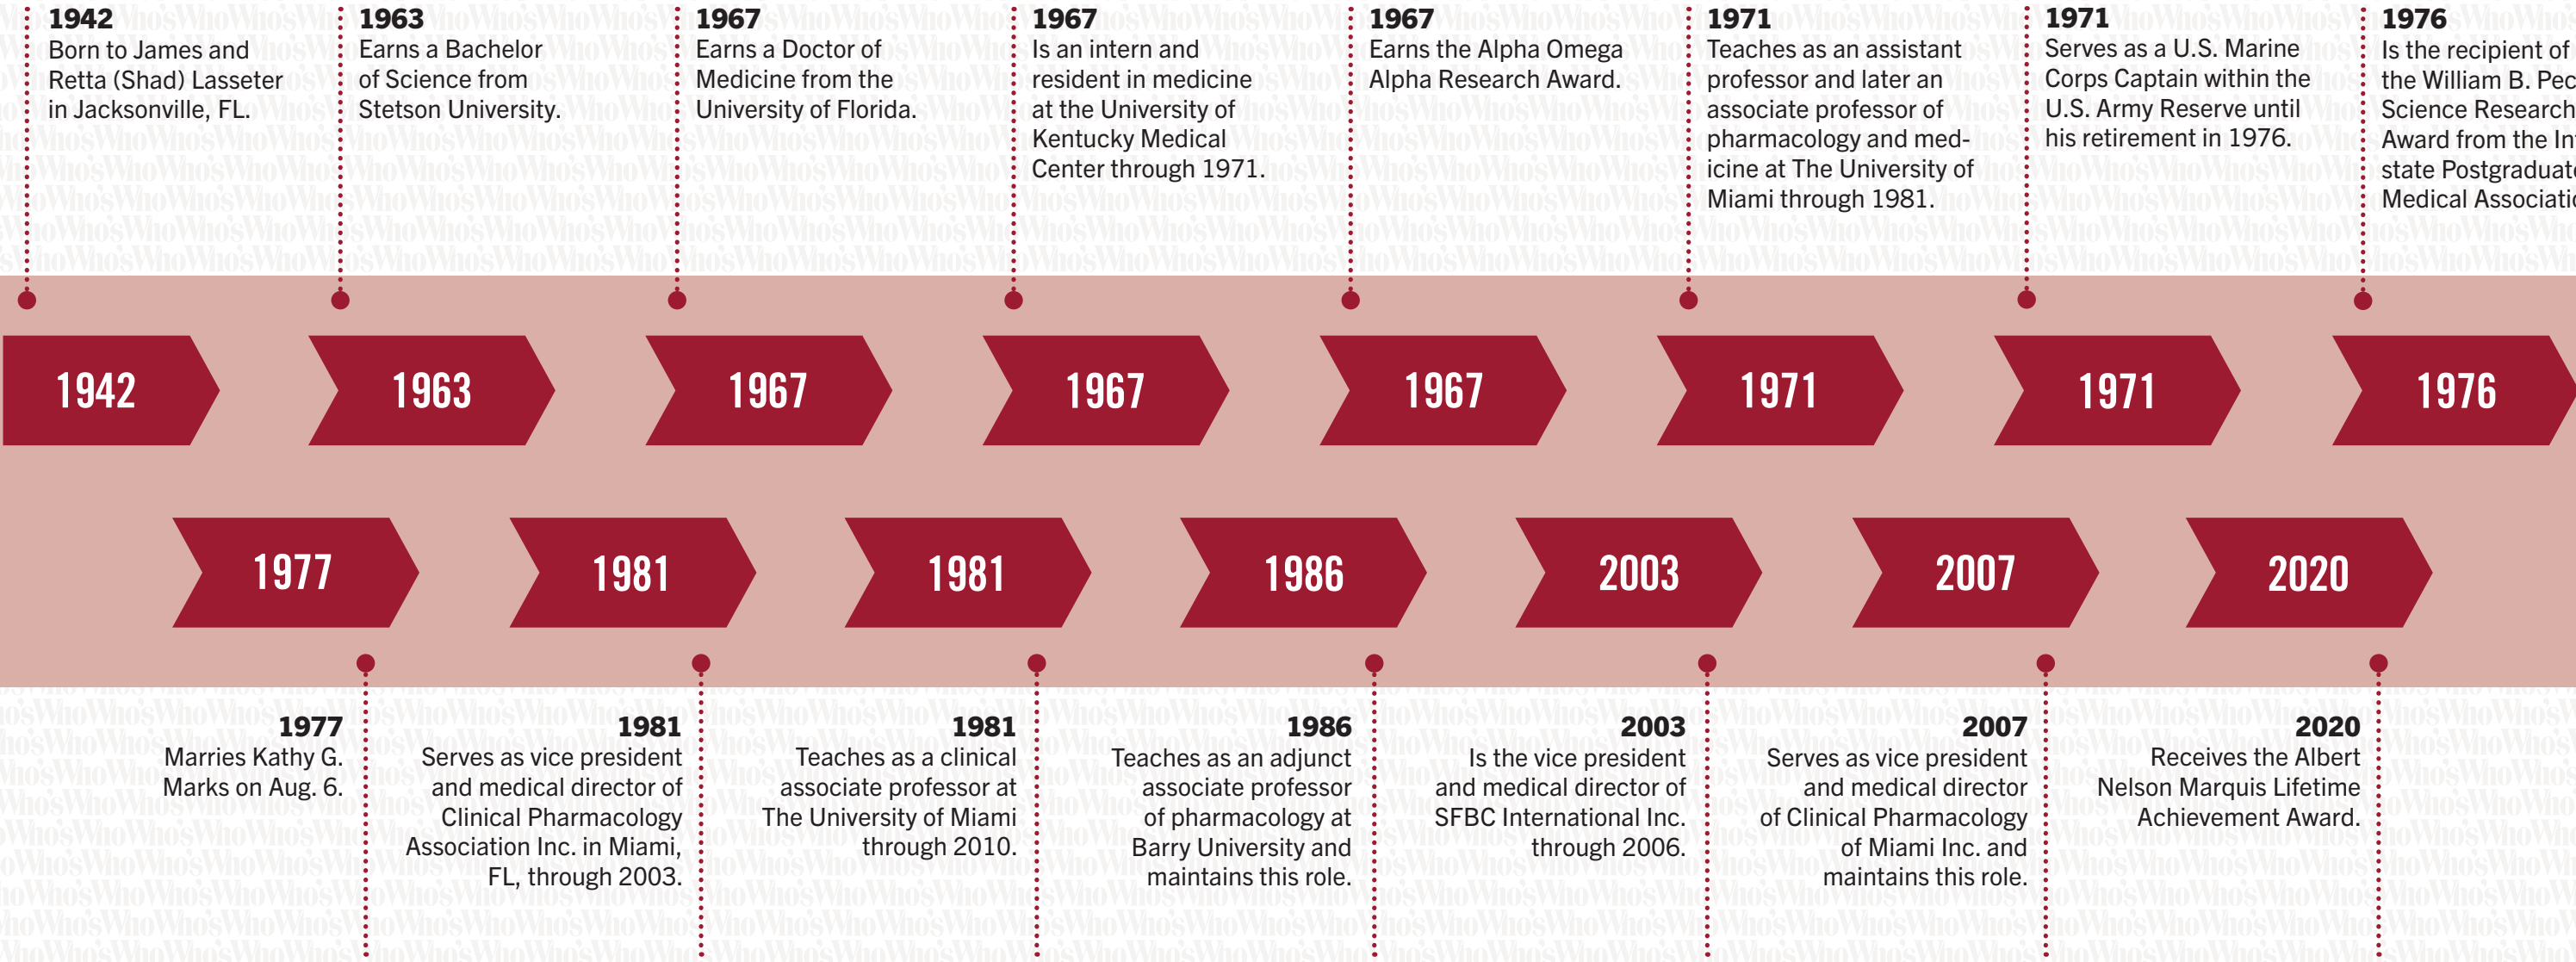 1942
Born to James and
Retta (Shad) Lasseter
in Jacksonville, FL.
1963
Earns a Bachelor
of Science from
Stetson University.
1967
Earns a Doctor of
Medicine from the
University of Florida.
1967
Is an intern and
resident in medicine
at the University of
Kentucky Medical
Center through 1971.
1967
Earns the Alpha Omega
Alpha Research Award.
1971
Teaches as an assistant
professor and later an
associate professor of
pharmacology and med-
icine at The University of
Miami through 1981.
1971
Serves as a U.S. Marine
Corps Captain within the
U.S. Army Reserve until
his retirement in 1976.
1976
Is the recipient of
the William B.
Science Research
Award from the
state Postgraduate
Medical
1942
1963
1967
1967
1967
1971
1971
1976
1977
1981
1981
1986
2003
2007
2020
1977
Marries Kathy G.
Marks on Aug. 6.
1981
Serves as vice president
and medical director of
Clinical Pharmacology
Association Inc. in Miami,
FL, through 2003.
1981
Teaches as a clinical
associate professor at
The University of Miami
through 2010.
1986
Teaches as an adjunct
associate professor
of pharmacology at
Barry University and
maintains this role.
2003
Is the vice president
and medical director of
SFBC International Inc.
through 2006.
2007
Serves as vice president
and medical director
of Clinical Pharmacology
of Miami Inc. and
maintains this role.
2020
Receives the Albert
Nelson Marquis Lifetime
Achievement Award.